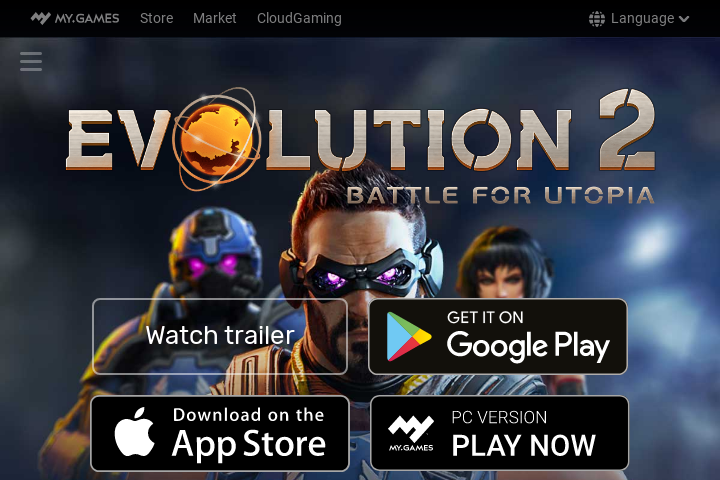 MY.GAMES Store Market CloudGaming Language
EVOLUTION 2
BATTLE FOR UTOPIA
Watch trailer
GET IT ON
Google Play
Download on the
App Store
MY.GAMES
PC VERSION
PLAY NOW